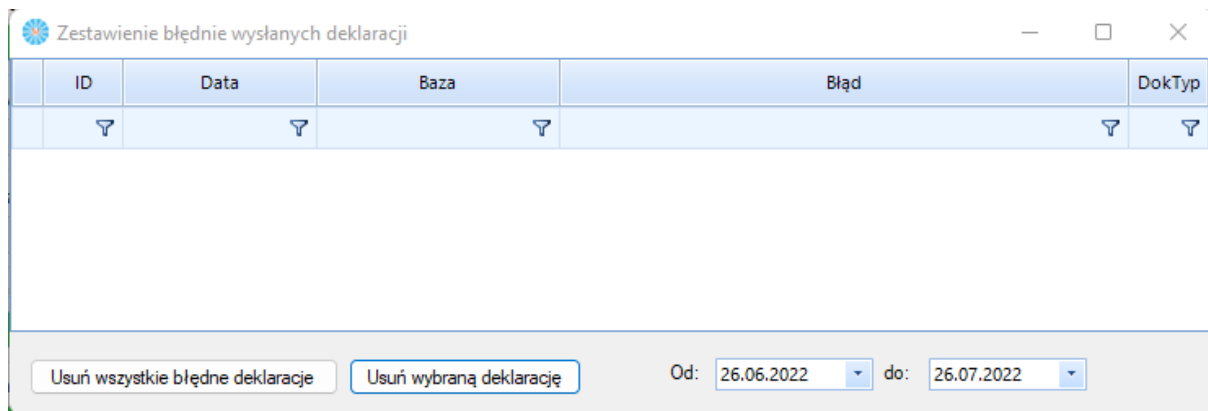 Zestawienie błędnie wysłanych deklaracji
ID Data Baza Błąd DokTyp
Usuń wszystkie błędne deklaracje Usuń wybraną deklarację Od: 26.06.2022 do: 26.07.2022